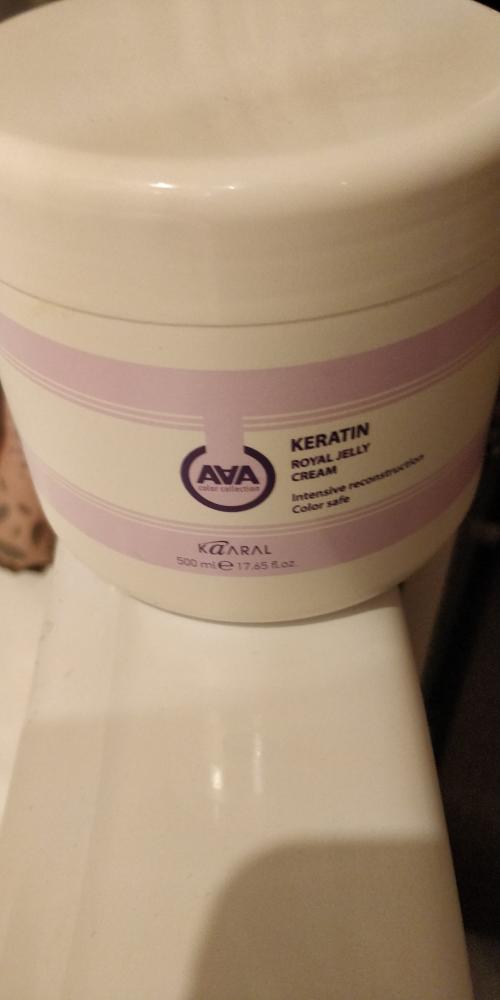 KERATIN
ROYAL JELLY
CREAM
Intensive reconstruction
Color safe
AAA
color collection
KAARAL
500 ml e 17.65 fl.oz.